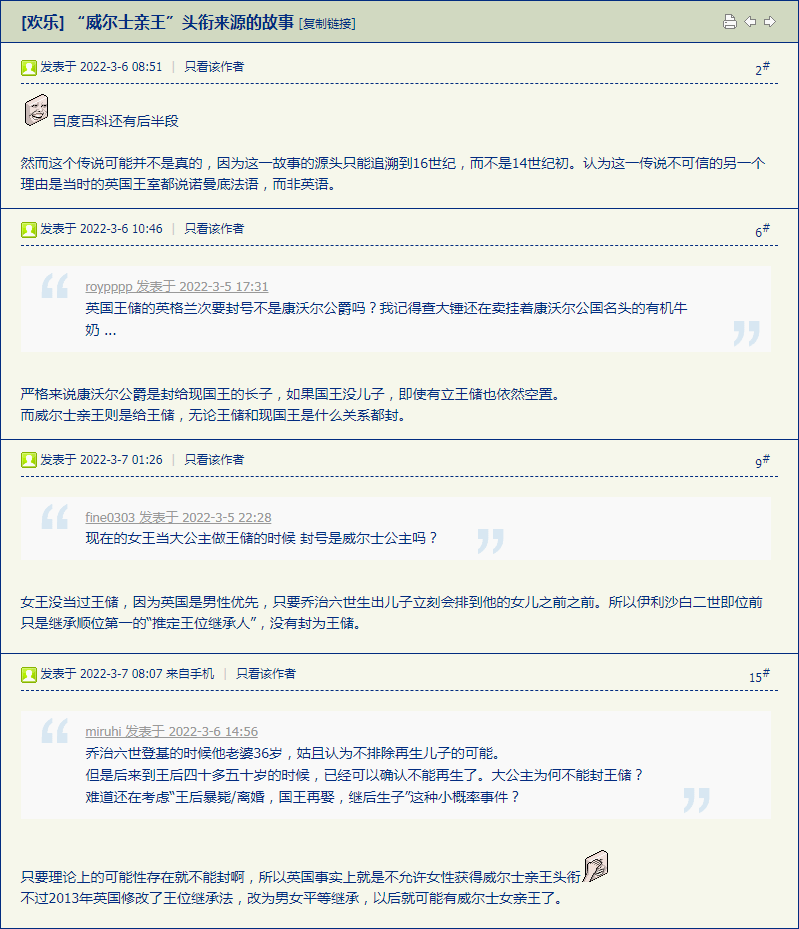 [欢乐] “威尔士亲王”头衔来源的故事 [复制链接]
发表于 2022-3-6 08:51 | 只看该作者 2#
百度百科还有后半段
然而这个传说可能并不是真的，因为这一故事的源头只能追溯到16世纪，而不是14世纪初。认为这一传说不可信的另一个
理由是当时的英国王室都说诺曼底法语，而非英语。
发表于 2022-3-6 10:46 | 只看该作者 6#
roypppp 发表于 2022-3-5 17:31
英国王储的英格兰次要封号不是康沃尔公爵吗？我记得查大锤还在卖挂着康沃尔公国名头的有机牛
奶 ...
严格来说康沃尔公爵是封给现国王的长子，如果国王没儿子，即使有立王储也依然空置。
而威尔士亲王则是给王储，无论王储和现国王是什么关系都封。
发表于 2022-3-7 01:26 | 只看该作者 9#
fine0303 发表于 2022-3-5 22:28
现在的女王当大公主做王储的时候 封号是威尔士公主吗？
女王没当过王储，因为英国是男性优先，只要乔治六世生出儿子立刻会排到他的女儿之前之前。所以伊利沙白二世即位前
只是继承顺位第一的“推定王位继承人”，没有封为王储。
发表于 2022-3-7 08:07 来自手机 | 只看该作者 15#
miruhi 发表于 2022-3-6 14:56
乔治六世登基的时候他老婆36岁，姑且认为不排除再生儿子的可能。
但是后来到王后四十多五十岁的时候，已经可以确认不能再生了。大公主为何不能封王储？
难道还在考虑“王后暴毙/离婚，国王再娶，继后生子”这种小概率事件？
只要理论上的可能性存在就不能封啊，所以英国事实上就是不允许女性获得威尔士亲王头衔
不过2013年英国修改了王位继承法，改为男女平等继承，以后就可能有威尔士女亲王了。